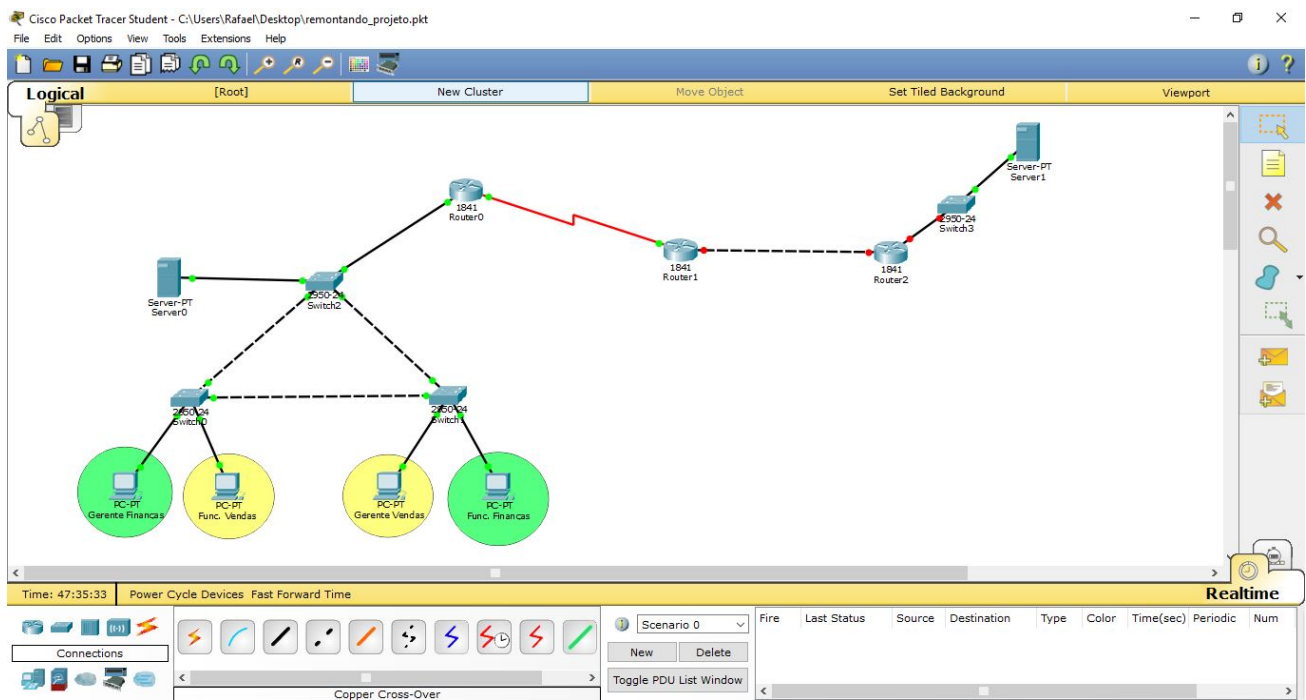 Cisco Packet Tracer Student - C:\Users\Rafael\Desktop\remontando_projeto.pkt
File Edit Options View Tools Extensions Help
Logical [Root] New Cluster Move Object Set Tiled Background Viewport
Server-PT
Server1
1841
Router0
2950-24
Switch3
1841
Router1
1841
Router2
Server-PT
Server0
2950-24
Switch2
2950-24
Switch0
2950-24
Switch1
PC-PT
Gerente Finanças
PC-PT
Func. Vendas
PC-PT
Gerente Vendas
PC-PT
Func. Finanças
Time: 47:35:33 Power Cycle Devices Fast Forward Time Realtime
Connections
Copper Cross-Over
Scenario 0
New Delete
Toggle PDU List Window
Fire Last Status Source Destination Type Color Time(sec) Periodic Num